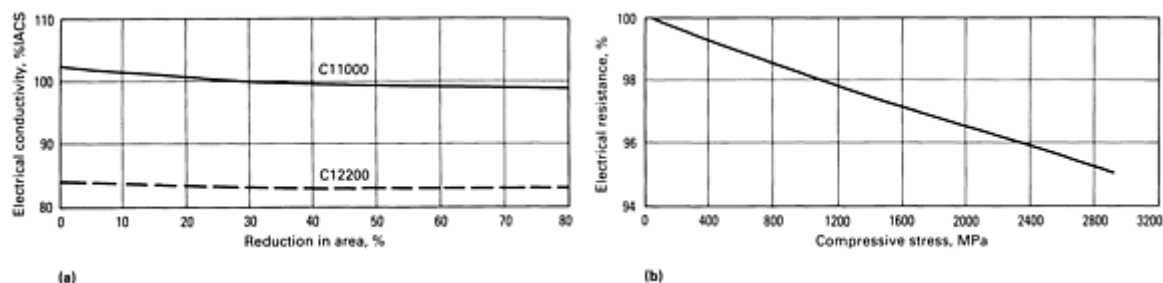 110
100
90
80
Electrical conductivity, %IACS
C11000
C12200
0 10 20 30 40 50 60 70 80
Reduction in area, %
(a)
100
98
96
94
Electrical resistance, %
0 400 800 1200 1600 2000 2400 2800 3200
Compressive stress, MPa
(b)